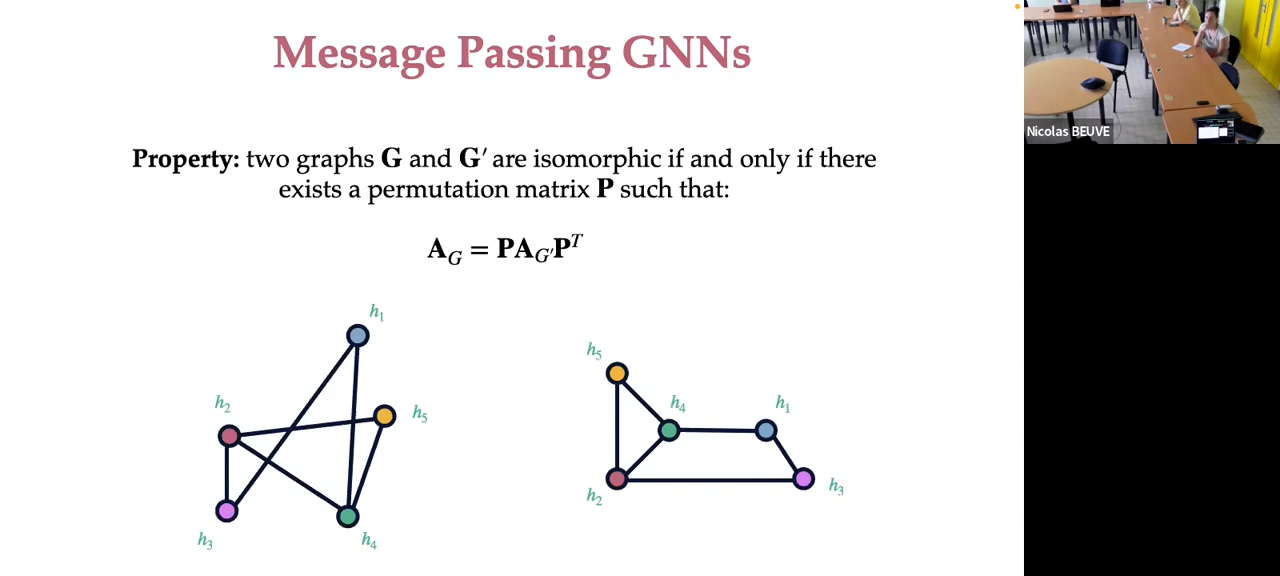 Message Passing GNNs
Property: two graphs G and G′ are isomorphic if and only if there
exists a permutation matrix P such that:
A_G = PA_G′P^T
h₁
h₂
h₅
h₃
h₄
h₅
h₄
h₁
h₂
h₃
Nicolas BEUVE